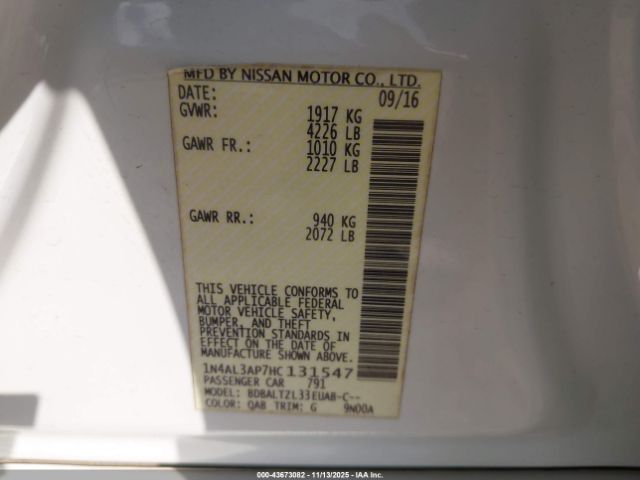 MFD BY NISSAN MOTOR CO., LTD.
DATE: 09/16
GVWR: 1917 KG
4226 LB
GAWR FR.: 1010 KG
2227 LB
GAWR RR.: 940 KG
2072 LB
THIS VEHICLE CONFORMS TO
ALL APPLICABLE FEDERAL
MOTOR VEHICLE SAFETY,
BUMPER, AND THEFT
PREVENTION STANDARDS IN
EFFECT ON THE DATE OF
MANUFACTURE SHOWN ABOVE.
1N4AL3AP7HC131547
PASSENGER CAR 791
MODEL: BDBALTZL33EUAB-C--
COLOR: QAB TRIM: G 9N00A
000-43673082 | 11/13/2025 — IAA Inc.